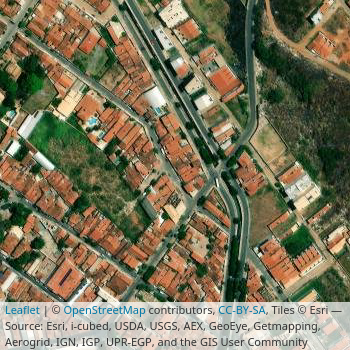 Leaflet | © OpenStreetMap contributors, CC-BY-SA, Tiles © Esri —
Source: Esri, i-cubed, USDA, USGS, AEX, GeoEye, Getmapping,
Aerogrid, IGN, IGP, UPR-EGP, and the GIS User Community